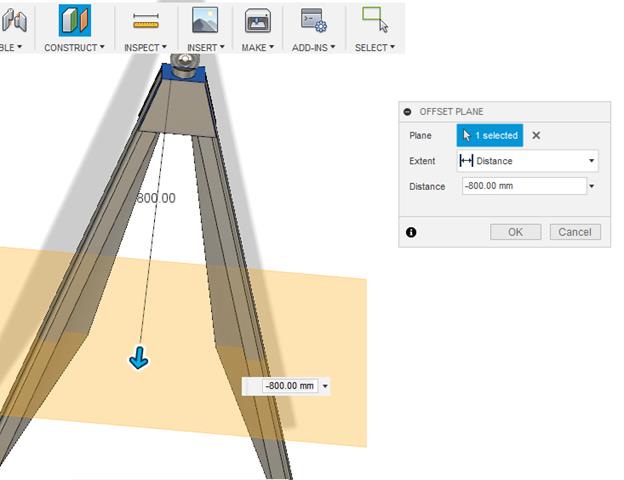 BLE▾ CONSTRUCT▾ INSPECT▾ INSERT▾ MAKE▾ ADD-INS▾ SELECT▾
OFFSET PLANE
Plane 1 selected
Extent Distance
Distance -800.00 mm
OK Cancel
800.00
-800.00 mm